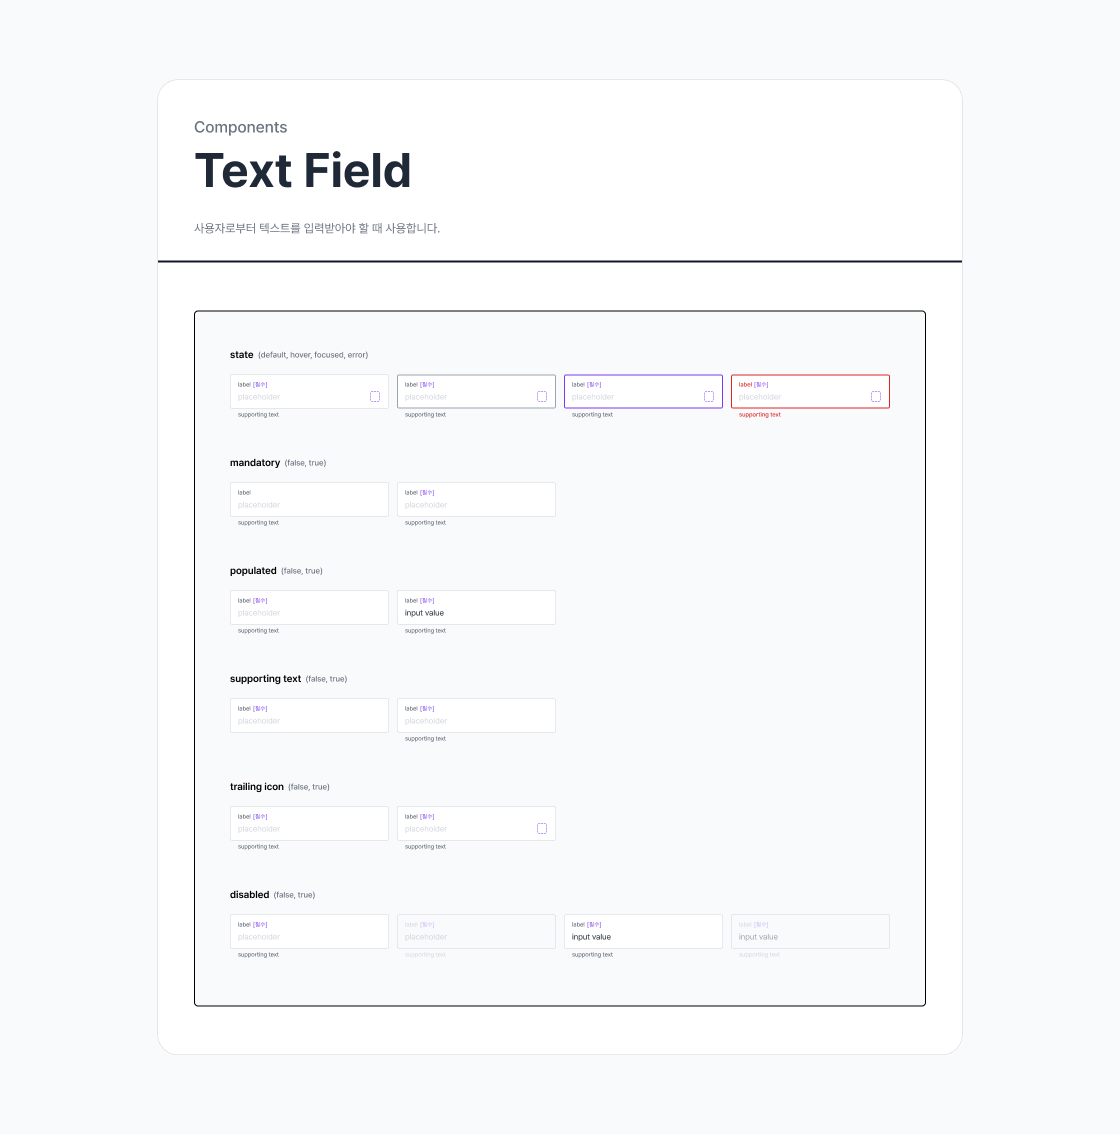 Components
Text Field
사용자로부터 텍스트를 입력받아야 할 때 사용합니다.
state (default, hover, focused, error)
label [필수] label [필수] label [필수] label [필수]
placeholder placeholder placeholder placeholder
supporting text supporting text supporting text supporting text
mandatory (false, true)
label label [필수]
placeholder placeholder
supporting text supporting text
populated (false, true)
label [필수] label [필수]
placeholder input value
supporting text supporting text
supporting text (false, true)
label [필수] label [필수]
placeholder placeholder
supporting text
trailing icon (false, true)
label [필수] label [필수]
placeholder placeholder
supporting text supporting text
disabled (false, true)
label [필수] label [필수] label [필수] label [필수]
placeholder placeholder input value input value
supporting text supporting text supporting text supporting text